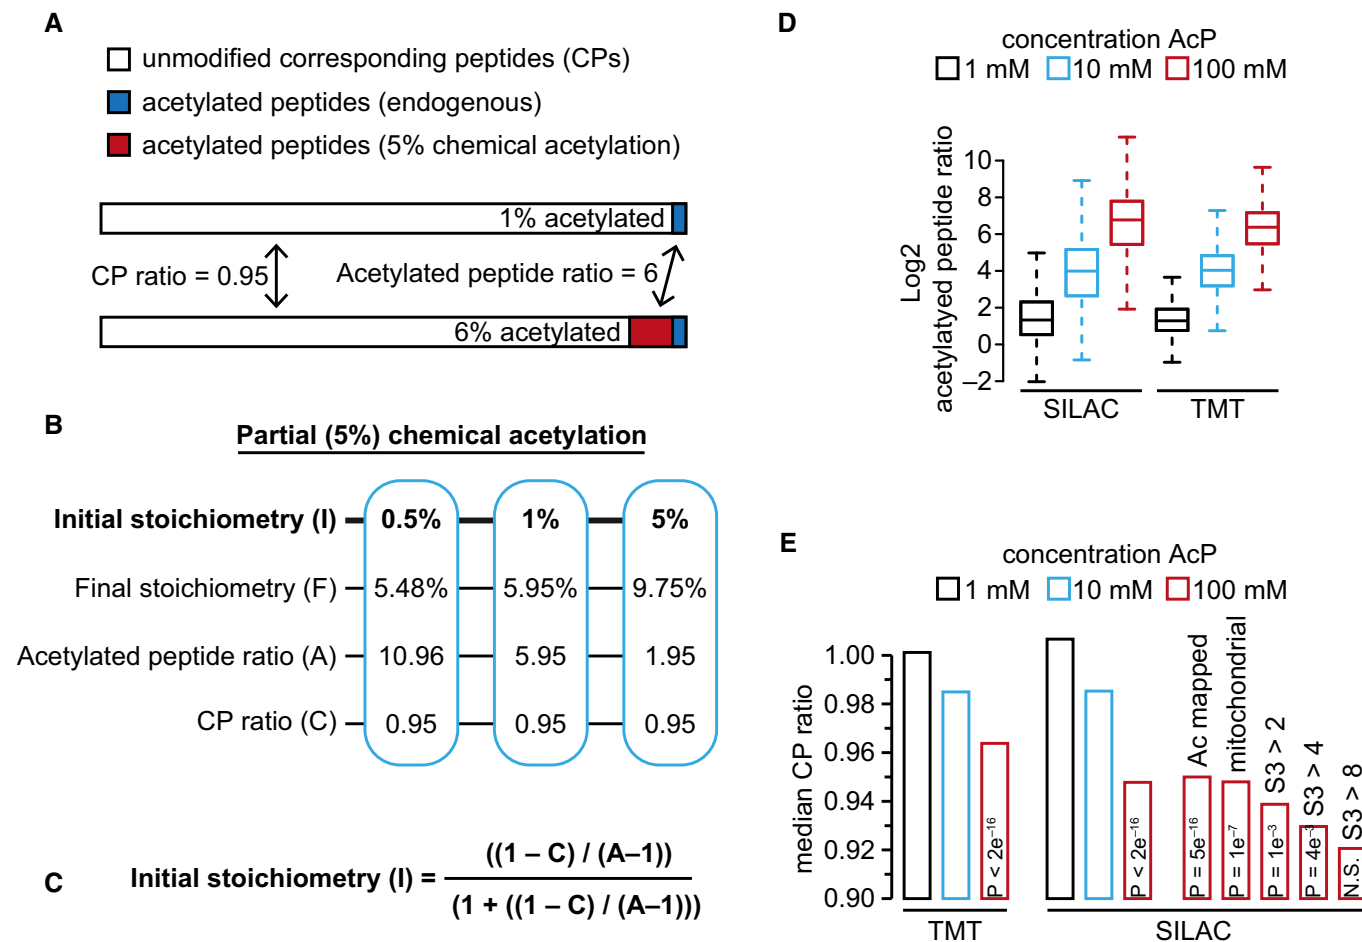 A
unmodified corresponding peptides (CPs)
acetylated peptides (endogenous)
acetylated peptides (5% chemical acetylation)
1% acetylated
CP ratio = 0.95
Acetylated peptide ratio = 6
6% acetylated
B
Partial (5%) chemical acetylation
Initial stoichiometry (I) 0.5% 1% 5%
Final stoichiometry (F) 5.48% 5.95% 9.75%
Acetylated peptide ratio (A) 10.96 5.95 1.95
CP ratio (C) 0.95 0.95 0.95
C
Initial stoichiometry (I) =
((1 – C) / (A–1))
(1 + ((1 – C) / (A–1)))
D
concentration AcP
1 mM 10 mM 100 mM
Log2
acetylatyed peptide ratio
10
8
6
4
2
0
–2
SILAC TMT
E
concentration AcP
1 mM 10 mM 100 mM
median CP ratio
1.00
0.98
0.96
0.94
0.92
0.90
P < 2e–16
P < 2e–16
P = 5e–16
Ac mapped
P = 1e–7
mitochondrial
P = 1e–3
S3 > 2
P = 4e–3
S3 > 4
N.S.
S3 > 8
TMT SILAC